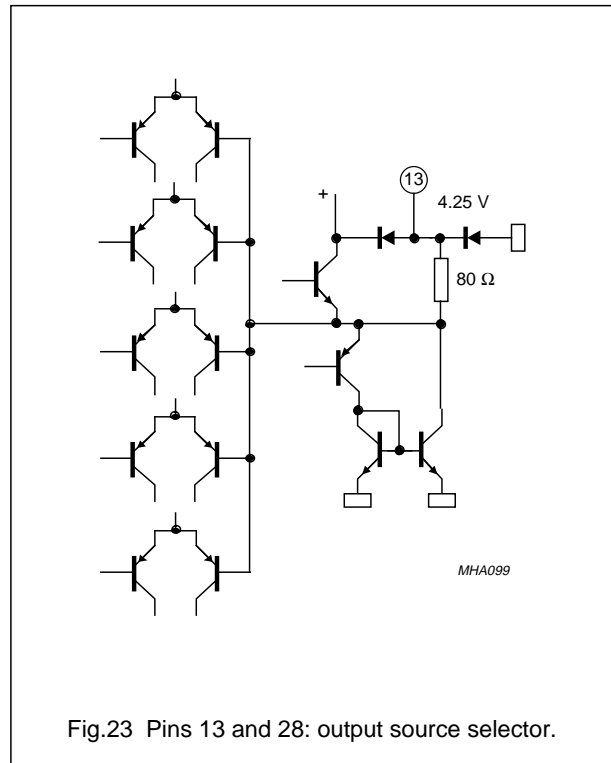 +
13
4.25 V
80 Ω
MHA099
Fig.23 Pins 13 and 28: output source selector.